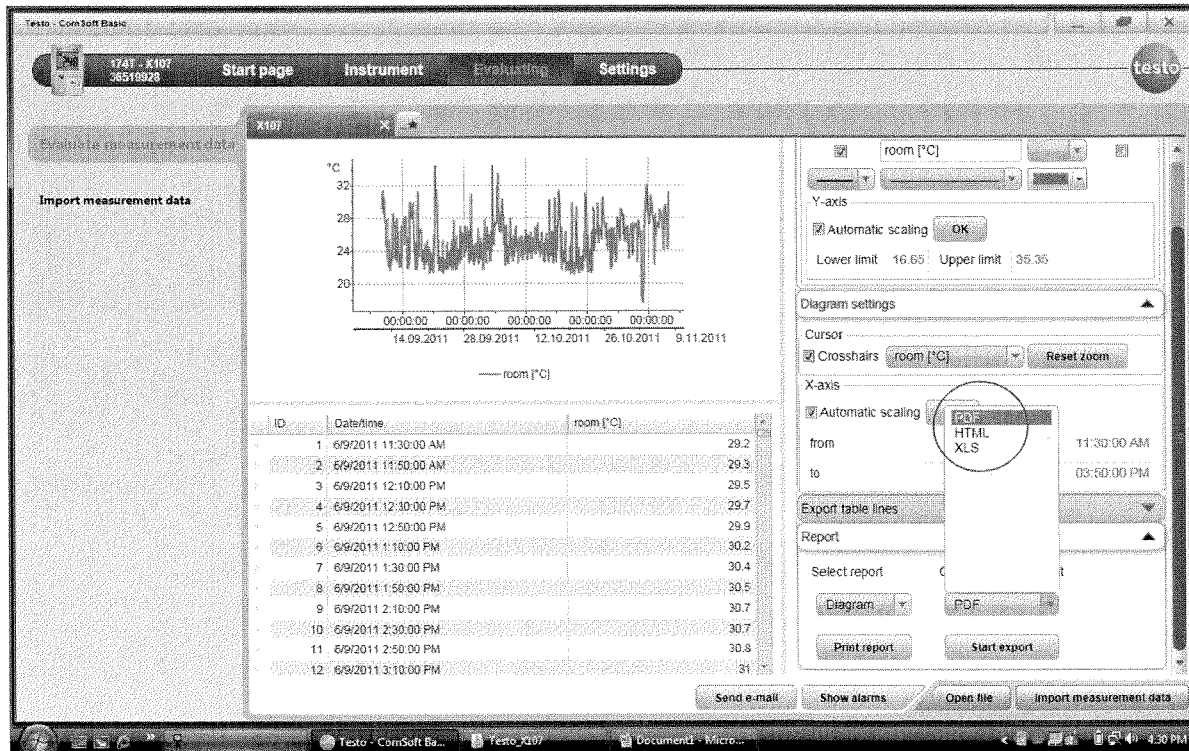 Testo - ComSoft Basic
174T - X107
36519928
Start page
Instrument
Evaluating
Settings
testo
X107
Evaluate measurement data
Import measurement data
°C
32
28
24
20
00:00:00 00:00:00 00:00:00 00:00:00 00:00:00
14.09.2011 28.09.2011 12.10.2011 26.10.2011 9.11.2011
room [°C]
ID Date/time room [°C]
1 6/9/2011 11:30:00 AM 29.2
2 6/9/2011 11:50:00 AM 29.3
3 6/9/2011 12:10:00 PM 29.5
4 6/9/2011 12:30:00 PM 29.7
5 6/9/2011 12:50:00 PM 29.9
6 6/9/2011 1:10:00 PM 30.2
7 6/9/2011 1:30:00 PM 30.4
8 6/9/2011 1:50:00 PM 30.5
9 6/9/2011 2:10:00 PM 30.7
10 6/9/2011 2:30:00 PM 30.7
11 6/9/2011 2:50:00 PM 30.8
12 6/9/2011 3:10:00 PM 31
room [°C]
Y-axis
Automatic scaling OK
Lower limit 16.65 Upper limit 35.35
Diagram settings
Cursor
Crosshairs room [°C] Reset zoom
X-axis
Automatic scaling
PDF
HTML
XLS
from 11:30:00 AM
to 03:50:00 PM
Export table lines
Report
Select report
Diagram PDF
Print report Start export
Send e-mail Show alarms Open file Import measurement data
Testo - ComSoft Ba... Testo_X107 Document1 - Micro... 4:30 PM